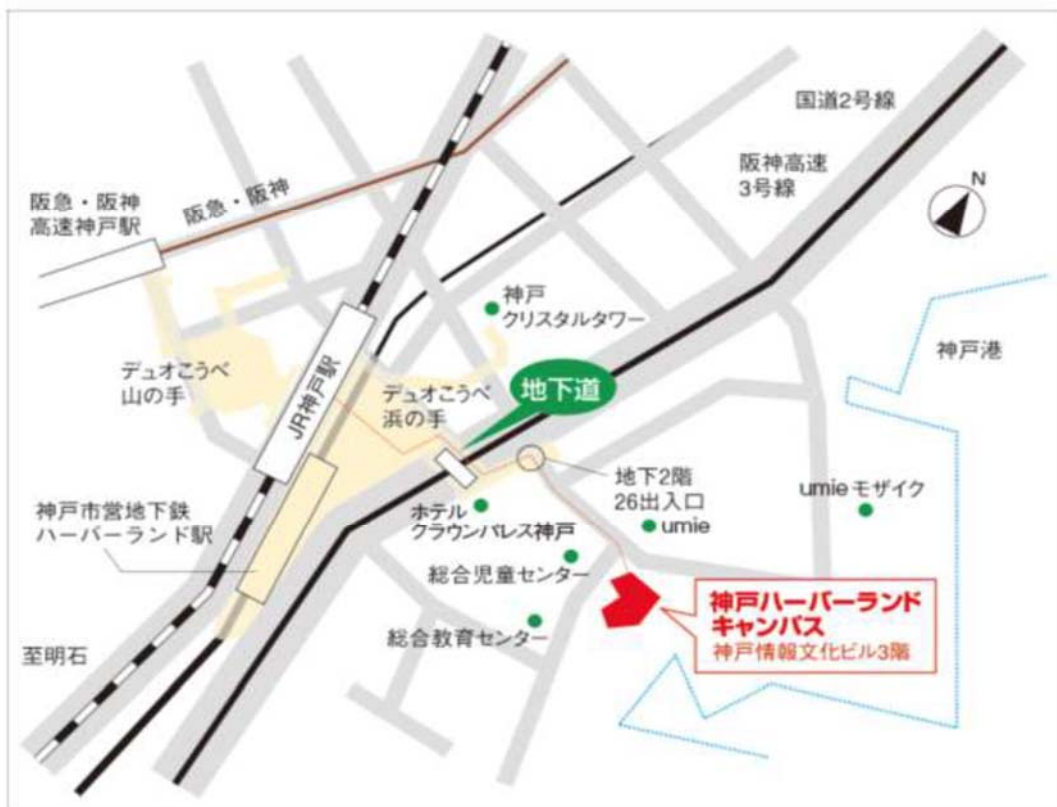 国道2号線
阪神高速
3号線
N
阪急・阪神
高速神戸駅
阪急・阪神
神戸
クリスタルタワー
神戸港
デュオこうべ
山の手
JR神戸駅
デュオこうべ
浜の手
地下道
地下2階
26出入口
umieモザイク
ホテル
クラウンパレス神戸
umie
神戸市営地下鉄
ハーバーランド駅
総合児童センター
神戸ハーバーランド
キャンパス
神戸情報文化ビル3階
総合教育センター
至明石